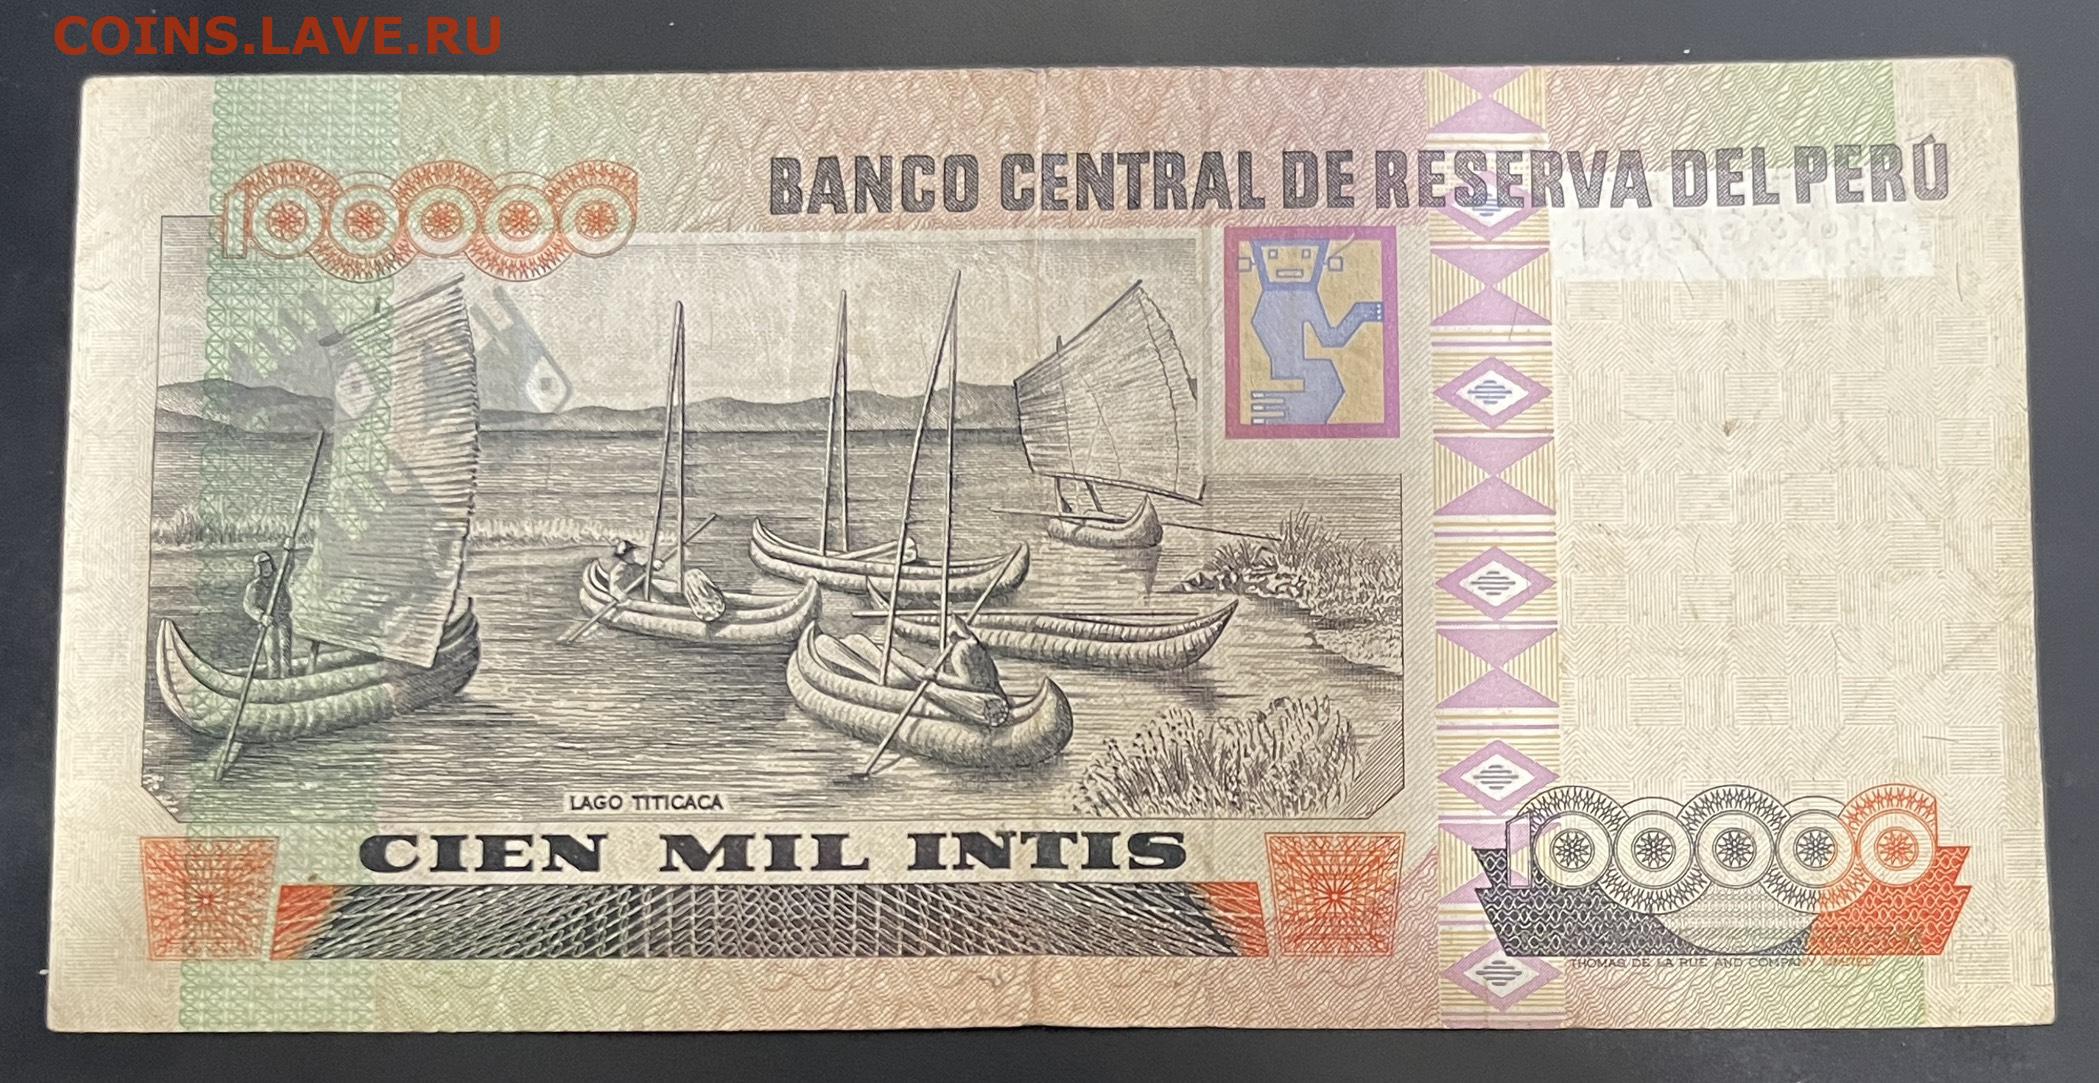 COINS.LAVE.RU
100000
BANCO CENTRAL DE RESERVA DEL PERÚ
LAGO TITICACA
CIEN MIL INTIS
100000
THOMAS DE LA RUE AND COMPANY LIMITED